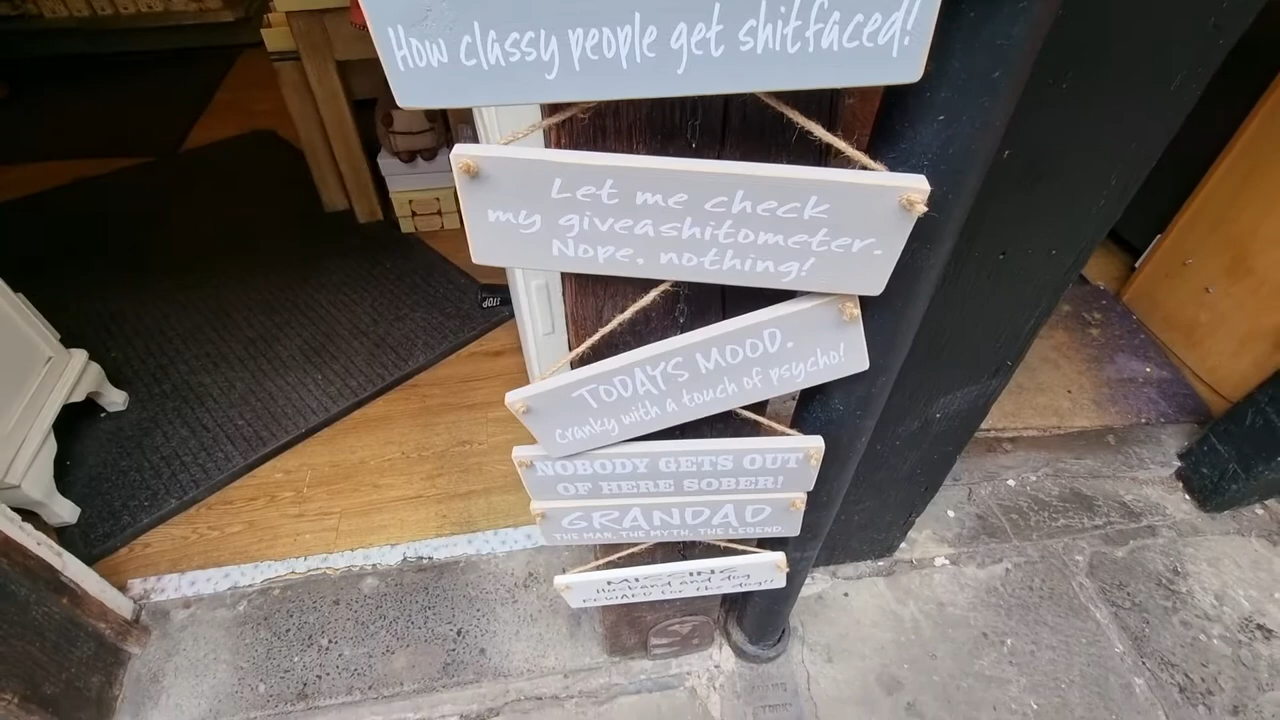 How classy people get shitfaced!
Let me check
my giveashitometer.
Nope. nothing!
TODAYS MOOD.
cranky with a touch of psycho!
NOBODY GETS OUT
OF HERE SOBER!
GRANDAD
THE MAN. THE MYTH. THE LEGEND.
MISSING
Husband and dog
REWARD for the dog!!
STOP